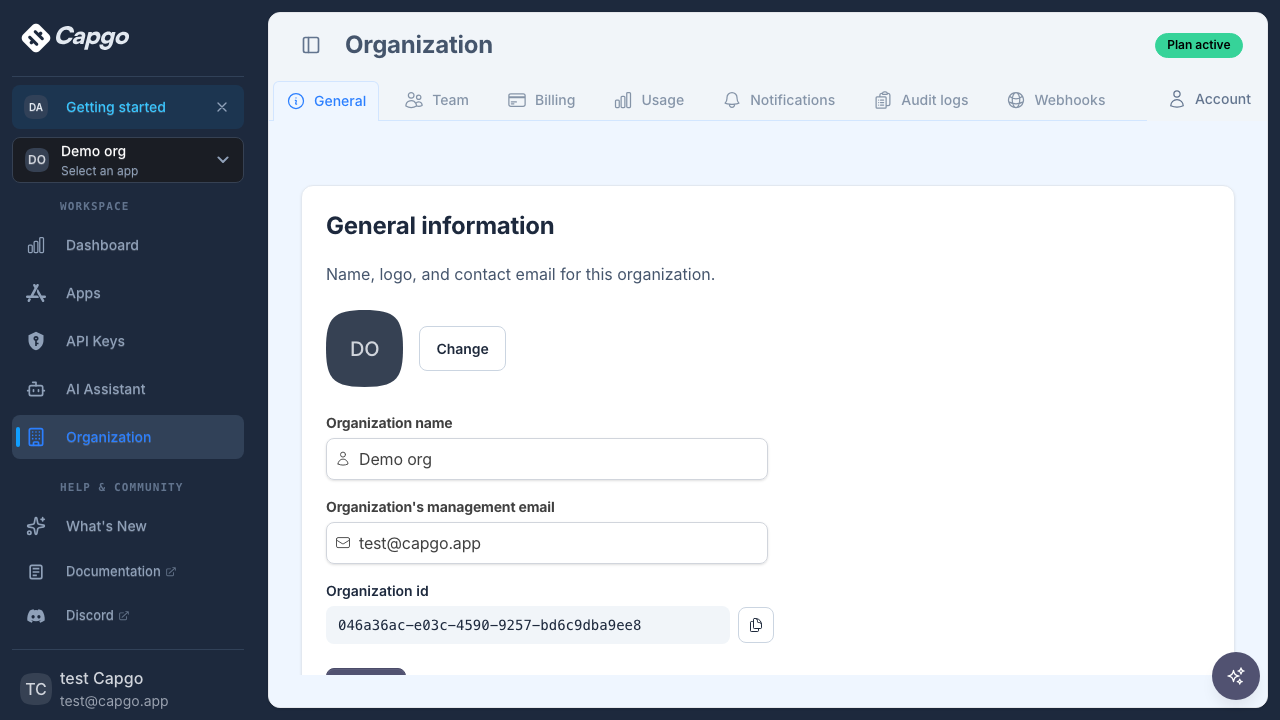 Capgo
DA Getting started
DO Demo org
Select an app
WORKSPACE
Dashboard
Apps
API Keys
AI Assistant
Organization
HELP & COMMUNITY
What's New
Documentation
Discord
TC test Capgo
test@capgo.app
Organization
Plan active
General Team Billing Usage Notifications Audit logs Webhooks Account
General information
Name, logo, and contact email for this organization.
DO Change
Organization name
Demo org
Organization's management email
test@capgo.app
Organization id
046a36ac-e03c-4590-9257-bd6c9dba9ee8